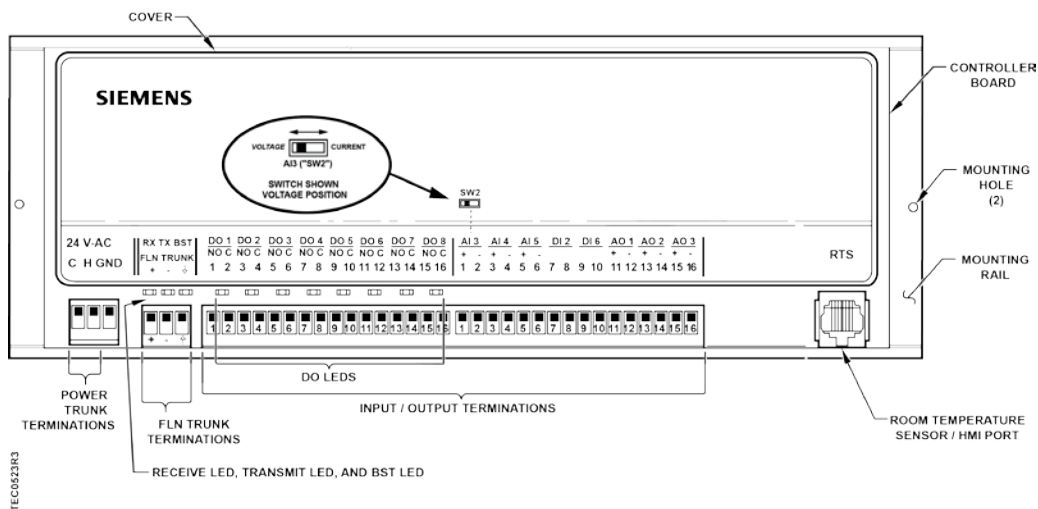 COVER
CONTROLLER
BOARD
SIEMENS
VOLTAGE CURRENT
AI3 ("SW2")
SWITCH SHOWN
VOLTAGE POSITION
SW2
MOUNTING
HOLE
(2)
24 V-AC
C H GND
RX TX BST
FLN TRUNK
+ -
DO 1 DO 2 DO 3 DO 4 DO 5 DO 6 DO 7 DO 8
NO C NO C NO C NO C NO C NO C NO C NO C
1 2 3 4 5 6 7 8 9 10 11 12 13 14 15 16
AI 3 AI 4 AI 5 DI 2 DI 6 AO 1 AO 2 AO 3
+ - + - + - + - + - + -
1 2 3 4 5 6 7 8 9 10 11 12 13 14 15 16
RTS
MOUNTING
RAIL
+ -
1 2 3 4 5 6 7 8 9 10 11 12 13 14 15 16
1 2 3 4 5 6 7 8 9 10 11 12 13 14 15 16
DO LEDS
POWER
TRUNK
TERMINATIONS
FLN TRUNK
TERMINATIONS
INPUT / OUTPUT TERMINATIONS
ROOM TEMPERATURE
SENSOR / HMI PORT
RECEIVE LED, TRANSMIT LED, AND BST LED
TEC0523R3